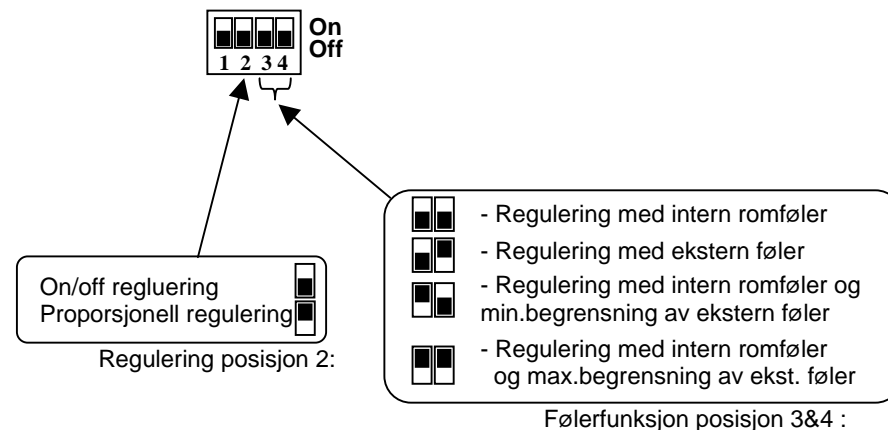 On
Off
1 2 3 4
- Regulering med intern romføler
- Regulering med ekstern føler
- Regulering med intern romføler og
min.begrensning av ekstern føler
- Regulering med intern romføler
og max.begrensning av ekst. føler
Følerfunksjon posisjon 3&4 :
On/off regluering
Proporsjonell regulering
Regulering posisjon 2: